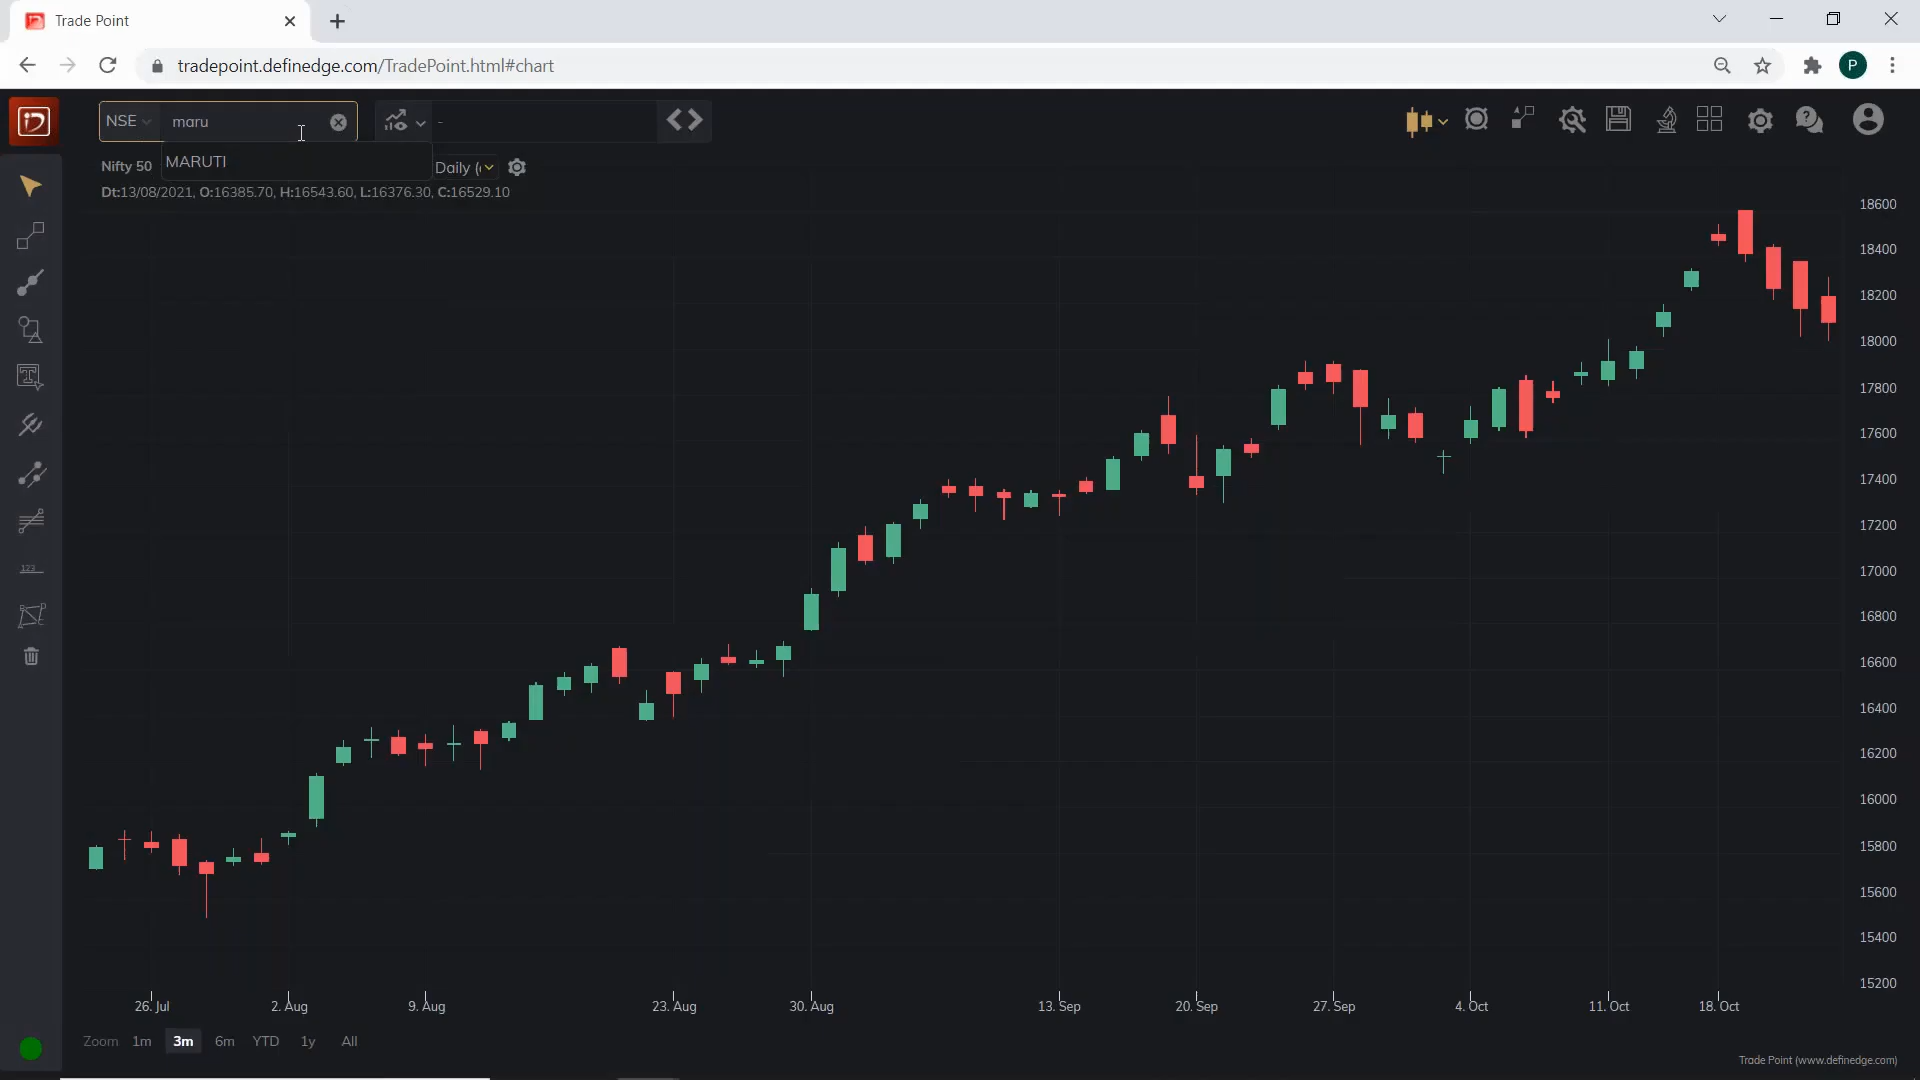 Trade Point
tradepoint.definedge.com/TradePoint.html#chart
P
NSE maru -
MARUTI
Nifty 50 Daily (
Dt:13/08/2021, O:16385.70, H:16543.60, L:16376.30, C:16529.10
18600
18400
18200
18000
17800
17600
17400
17200
17000
16800
16600
16400
16200
16000
15800
15600
15400
15200
123
26. Jul 2. Aug 9. Aug 23. Aug 30. Aug 13. Sep 20. Sep 27. Sep 4. Oct 11. Oct 18. Oct
Zoom 1m 3m 6m YTD 1y All
Trade Point (www.definedge.com)